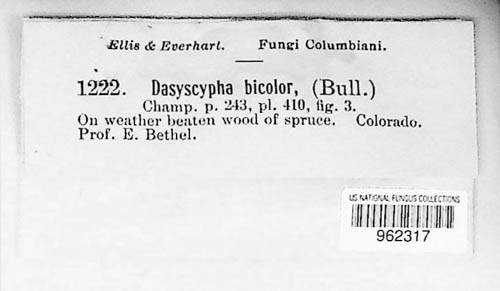 Ellis & Everhart. Fungi Columbiani.
1222. Dasyscypha bicolor, (Bull.)
Champ. p. 243, pl. 410, fig. 3.
On weather beaten wood of spruce. Colorado.
Prof. E. Bethel.
US NATIONAL FUNGUS COLLECTIONS
962317